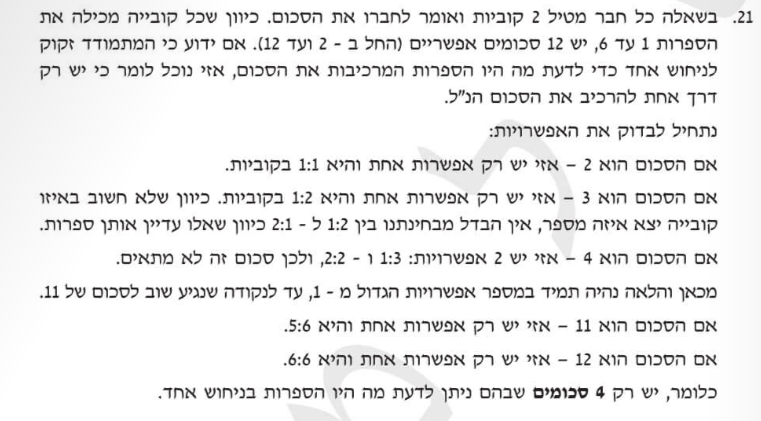 21. בשאלה כל חבר מטיל 2 קוביות ואומר לחברו את הסכום. כיוון שכל קובייה מכילה את
הספרות 1 עד 6, יש 12 סכומים אפשריים (החל ב - 2 ועד 12). אם ידוע כי המתמודד זקוק
לניחוש אחד כדי לדעת מה היו הספרות המרכיבות את הסכום, אזי נוכל לומר כי יש רק
דרך אחת להרכיב את הסכום הנ"ל.
נתחיל לבדוק את האפשרויות:
אם הסכום הוא 2 – אזי יש רק אפשרות אחת והיא 1:1 בקוביות.
אם הסכום הוא 3 – אזי יש רק אפשרות אחת והיא 1:2 בקוביות. כיוון שלא חשוב באיזו
קובייה יצא איזה מספר, אין הבדל מבחינתנו בין 1:2 ל - 2:1 כיוון שאלו עדיין אותן ספרות.
אם הסכום הוא 4 – אזי יש 2 אפשרויות: 1:3 ו - 2:2, ולכן סכום זה לא מתאים.
מכאן והלאה נהיה תמיד במספר אפשרויות הגדול מ - 1, עד לנקודה שנגיע שוב לסכום של 11.
אם הסכום הוא 11 – אזי יש רק אפשרות אחת והיא 5:6.
אם הסכום הוא 12 – אזי יש רק אפשרות אחת והיא 6:6.
כלומר, יש רק 4 סכומים שבהם ניתן לדעת מה היו הספרות בניחוש אחד.